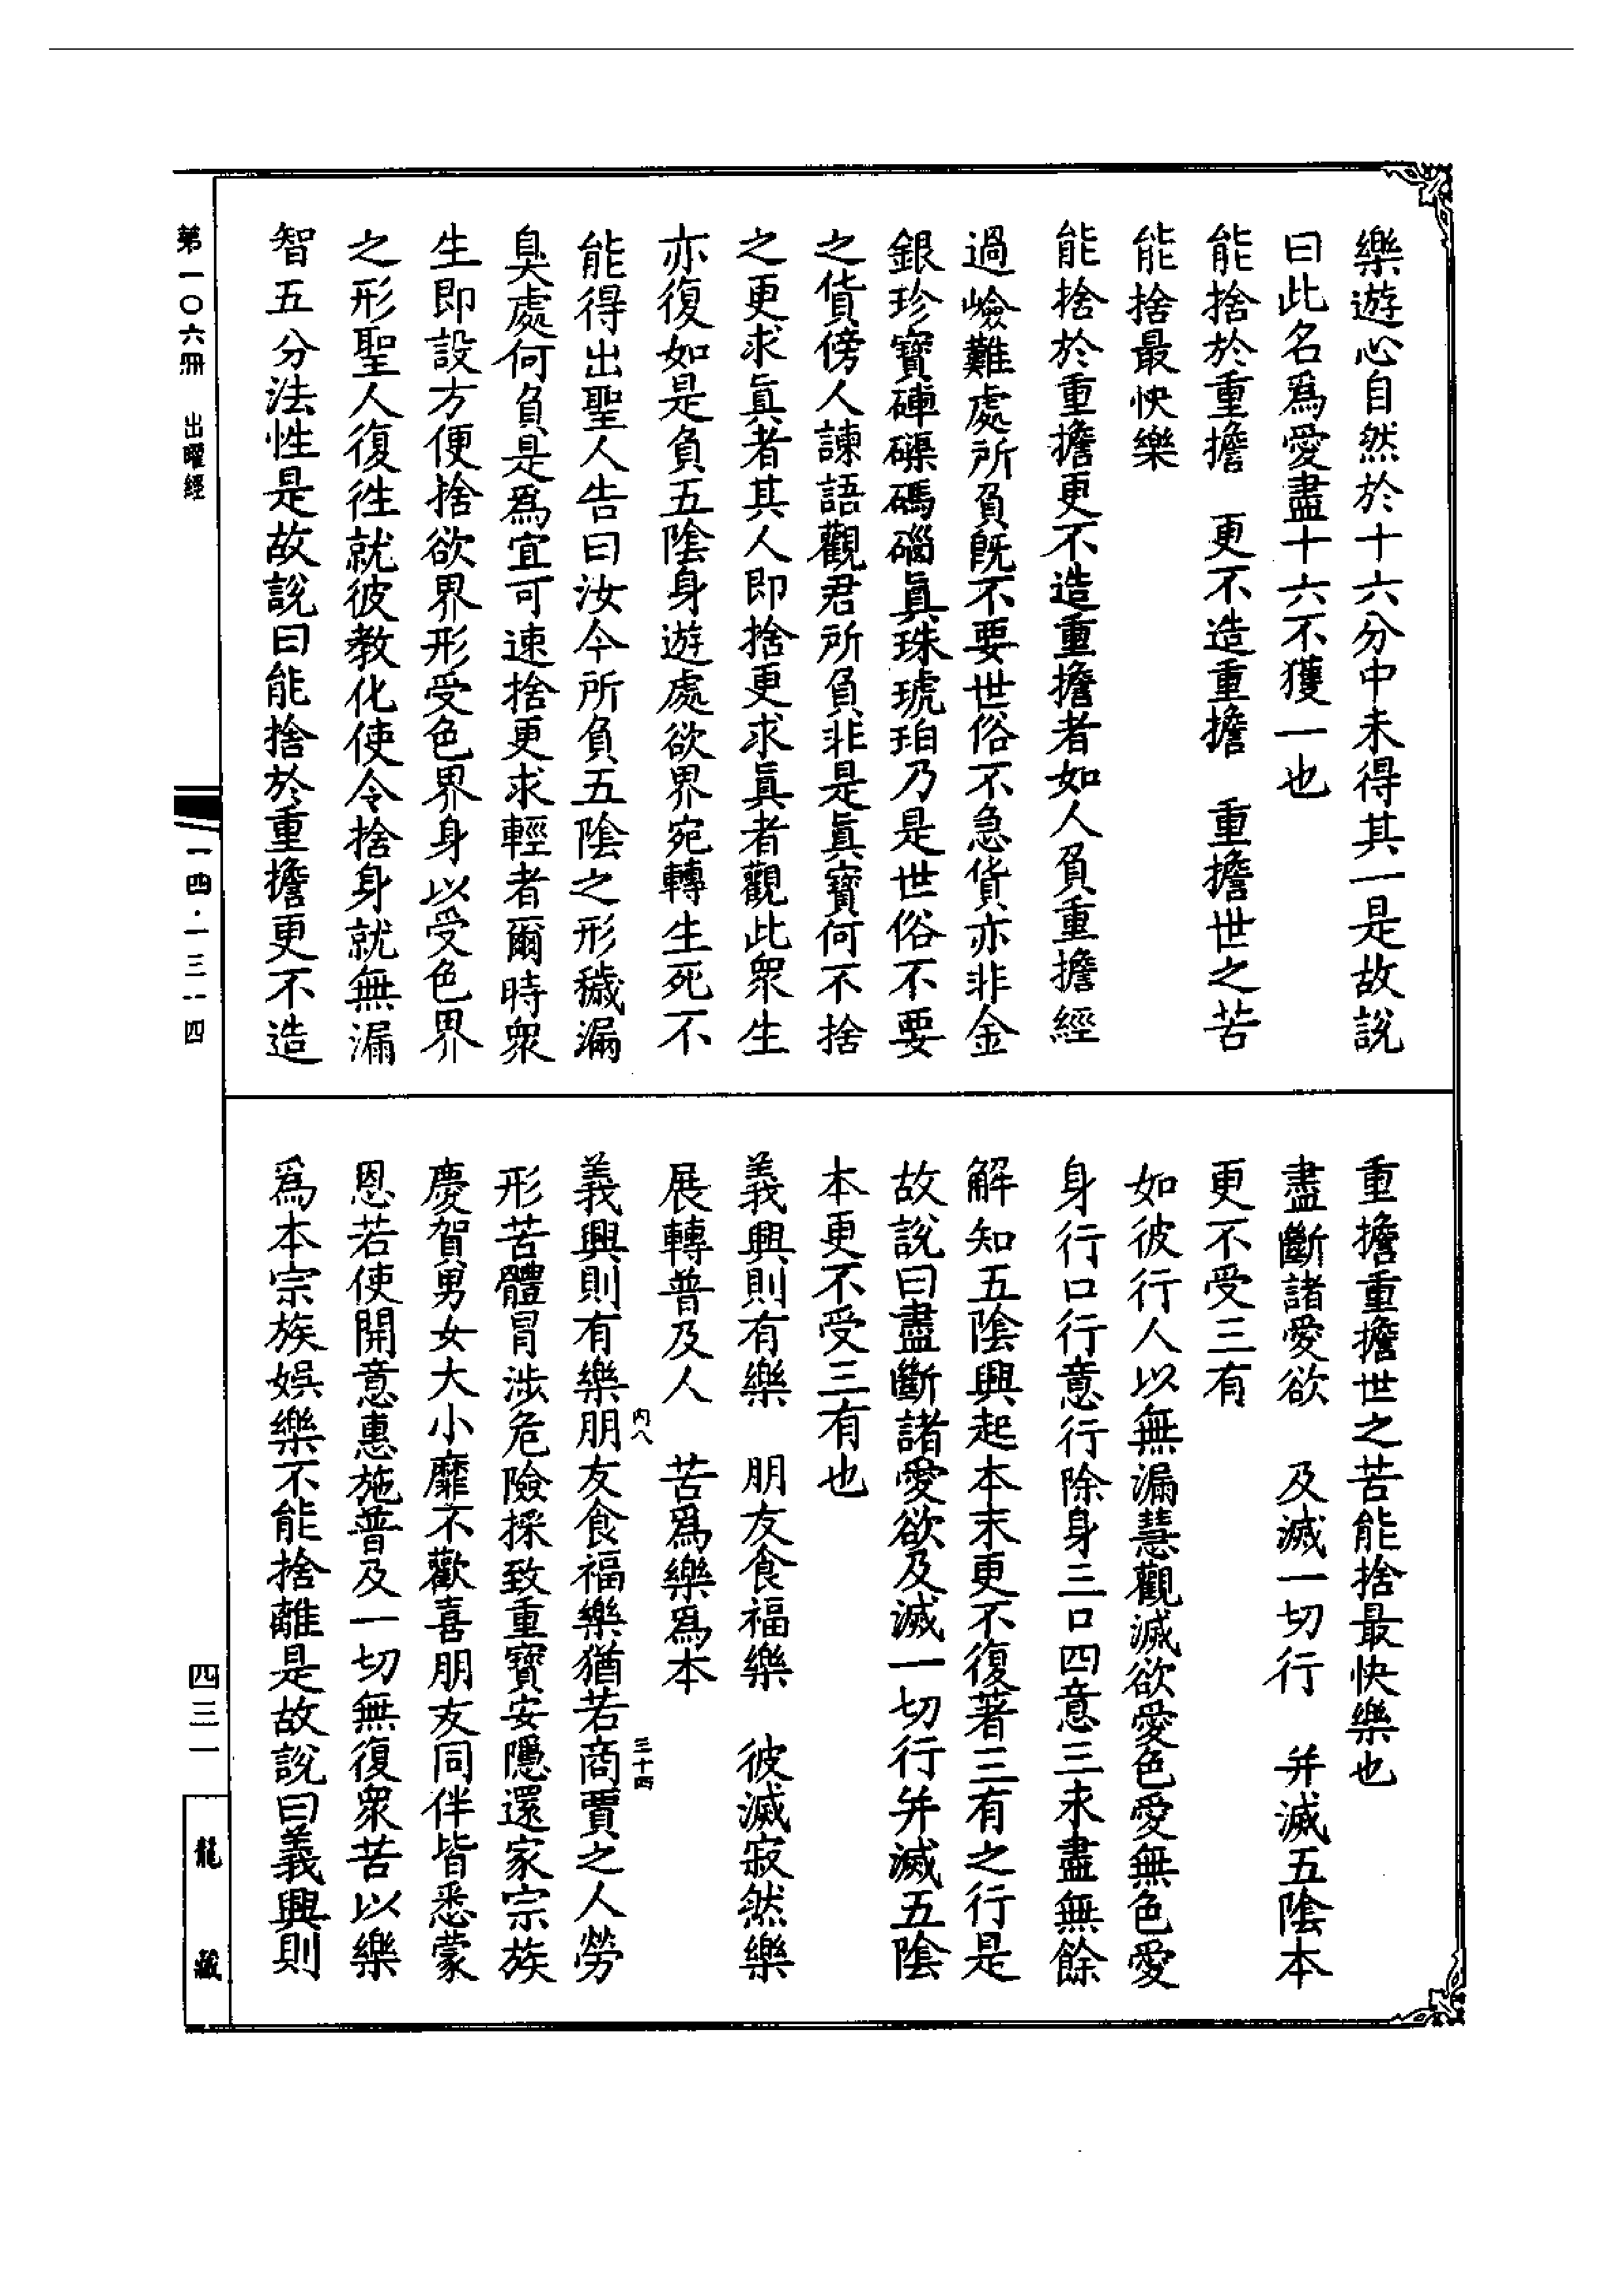 樂遊心自然於十六分中未得其一是故說
曰此名爲愛盡十六不獲一也
能捨於重擔　更不造重擔　重擔世之苦
能捨最快樂
能捨於重擔更不造重擔者如人負重擔經
過嶮難處所負旣不要世俗不急貨亦非金
銀珍寶硨磲碼碯眞珠琥珀乃是世俗不要
之貨傍人諫語觀君所負非是眞寶何不捨
之更求眞者其人即捨更求眞者觀此衆生
亦復如是負五陰身遊處欲界宛轉生死不
能得出聖人告曰汝今所負五陰之形穢漏
臭處何負是爲宜可速捨更求輕者爾時衆
生即設方便捨欲界形受色界身以受色界
之形聖人復徃就彼教化使令捨身就無漏
智五分法性是故說曰能捨於重擔更不造
重擔重擔世之苦能捨最快樂也
盡斷諸愛欲　及滅一切行　并滅五陰本
更不受三有
如彼行人以無漏慧觀滅欲愛色愛無色愛
身行口行意行除身三口四意三永盡無餘
解知五陰興起本末更不復著三有之行是
故說曰盡斷諸愛欲及滅一切行并滅五陰
本更不受三有也
義興則有樂　朋友食福樂　彼滅寂然樂
展轉普及人　苦爲樂爲本
內八　三十四
義興則有樂朋友食福樂猶若商賈之人勞
形苦體冒涉危險採致重寶安隱還家宗族
慶賀男女大小靡不歡喜朋友同伴皆悉蒙
恩若使開意惠施普及一切無復衆苦以樂
爲本宗族娛樂不能捨離是故說曰義興則
第一〇六冊　出曜經
一四·一三一四
四三一
龍藏